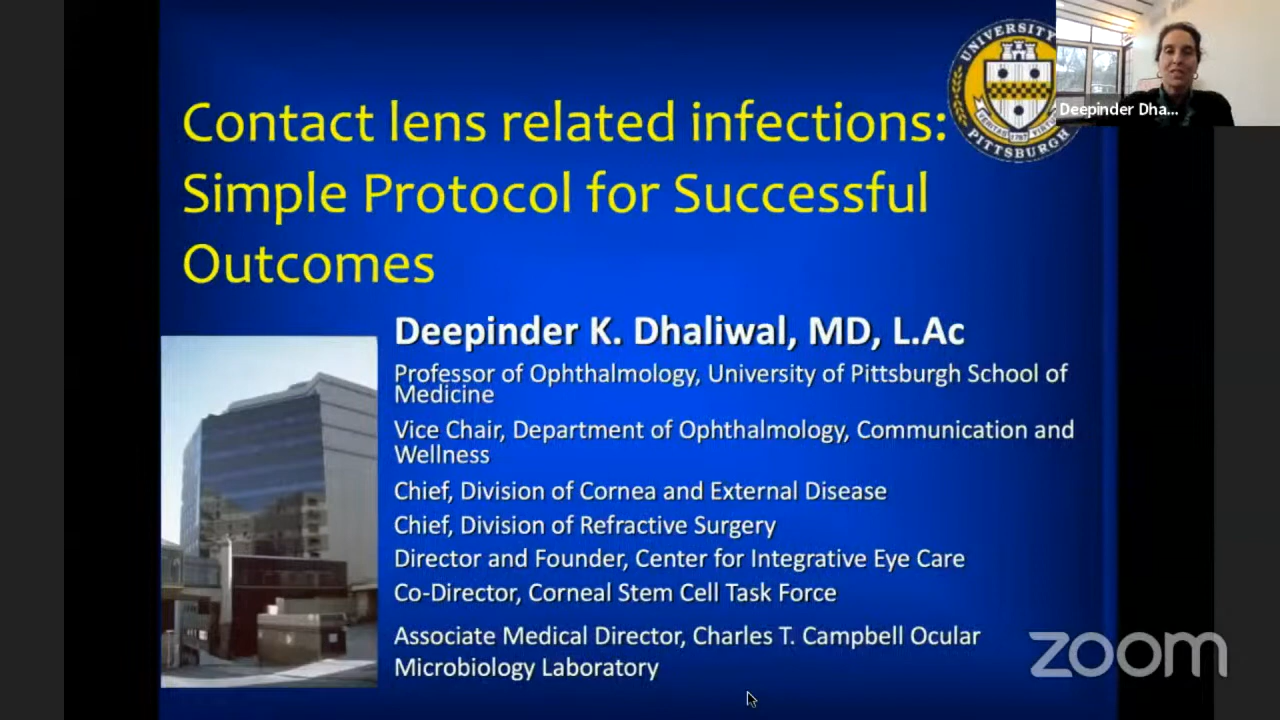 Contact lens related infections:
Simple Protocol for Successful
Outcomes
UNIVERSITY
PITTSBURGH
Deepinder Dha...
Deepinder K. Dhaliwal, MD, L.Ac
Professor of Ophthalmology, University of Pittsburgh School of
Medicine
Vice Chair, Department of Ophthalmology, Communication and
Wellness
Chief, Division of Cornea and External Disease
Chief, Division of Refractive Surgery
Director and Founder, Center for Integrative Eye Care
Co-Director, Corneal Stem Cell Task Force
Associate Medical Director, Charles T. Campbell Ocular
Microbiology Laboratory
zoom